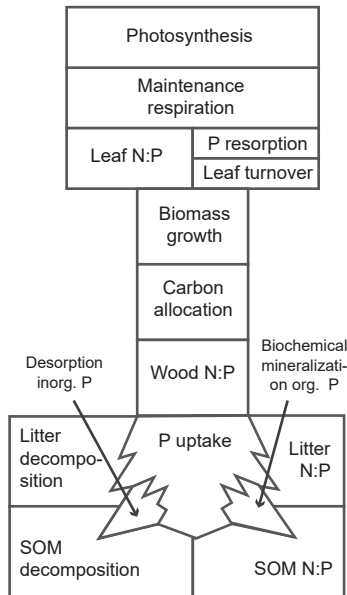 Photosynthesis
Maintenance
respiration
Leaf N:P
P resorption
Leaf turnover
Biomass
growth
Carbon
allocation
Wood N:P
Desorption
inorg. P
Biochemical
mineralizati-
on org. P
Litter
decompo-
sition
P uptake
Litter
N:P
SOM
decomposition
SOM N:P